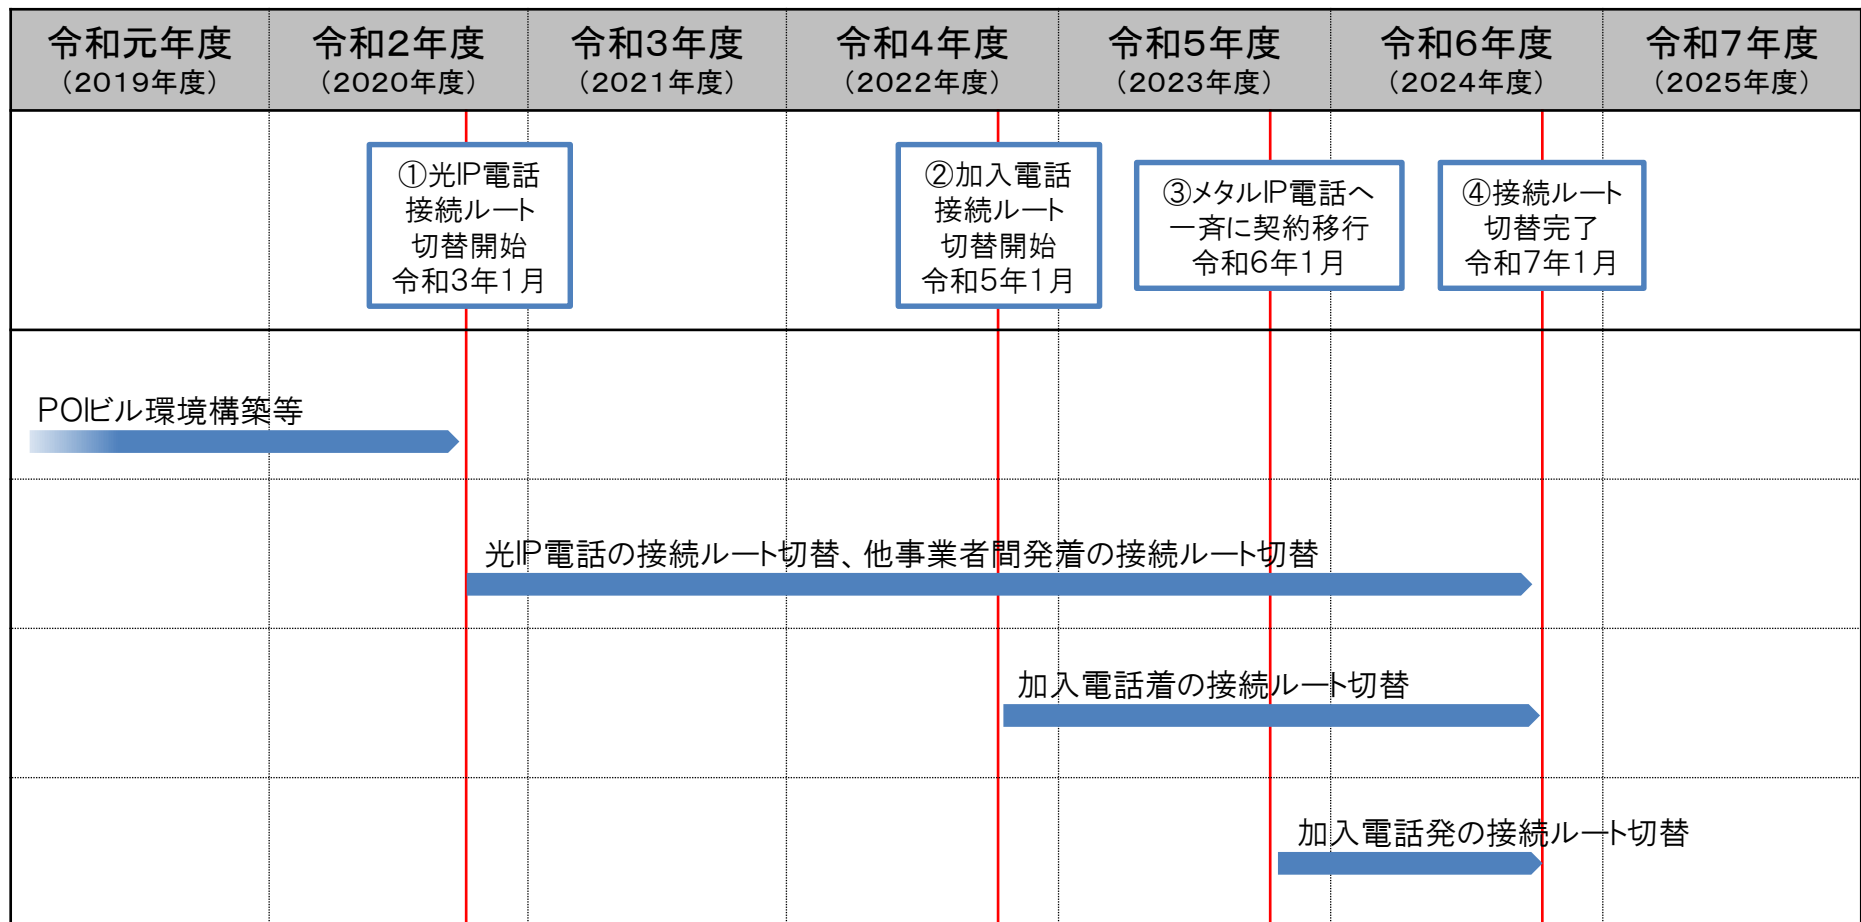 令和元年度
（2019年度）
令和2年度
（2020年度）
令和3年度
（2021年度）
令和4年度
（2022年度）
令和5年度
（2023年度）
令和6年度
（2024年度）
令和7年度
（2025年度）
①光IP電話
接続ルート
切替開始
令和3年1月
②加入電話
接続ルート
切替開始
令和5年1月
③メタルIP電話へ
一斉に契約移行
令和6年1月
④接続ルート
切替完了
令和7年1月
POIビル環境構築等
光IP電話の接続ルート切替、他事業者間発着の接続ルート切替
加入電話着の接続ルート切替
加入電話発の接続ルート切替